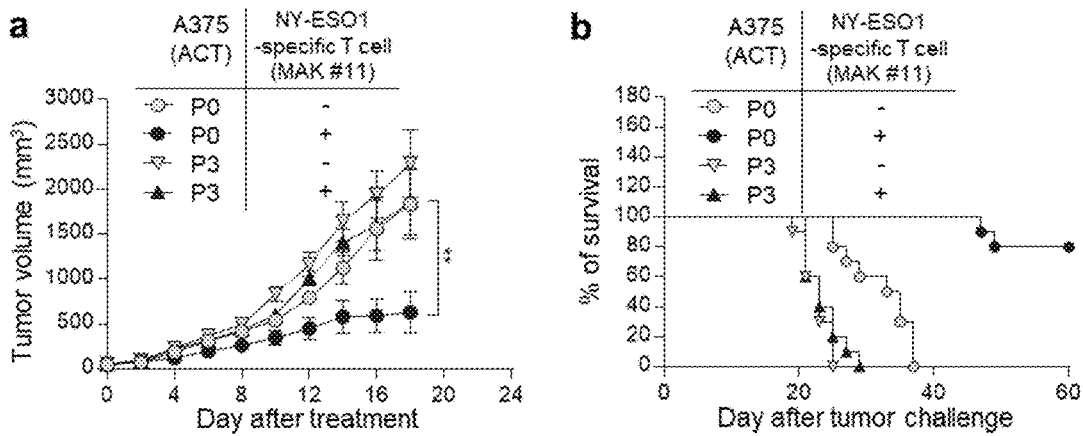 a
A375
(ACT)
NY-ESO1
-specific T cell
(MAK #11)
P0 -
P0 +
P3 -
P3 +
Tumor volume (mm³)
3000
2500
2000
1500
1000
500
0
**
0 4 8 12 16 20 24
Day after treatment
b
A375
(ACT)
NY-ESO1
-specific T cell
(MAK #11)
P0 -
P0 +
P3 -
P3 +
% of survival
180
160
140
120
100
80
60
40
20
0
0 20 40 60
Day after tumor challenge